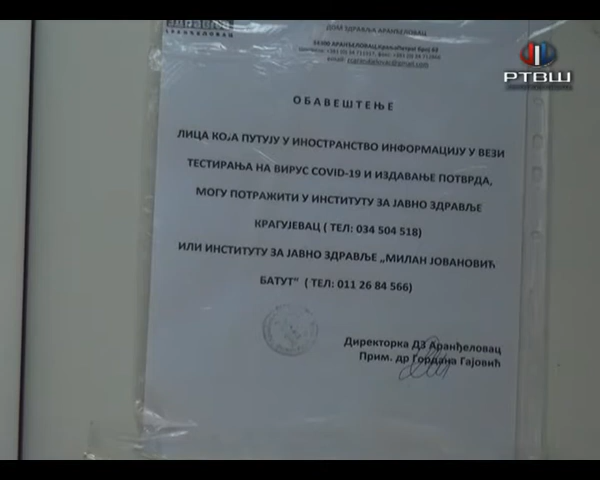 АРАНЂЕЛОВАЦ
ДОМ ЗДРАВЉА АРАНЂЕЛОВАЦ
РТВШ
О Б А В Е Ш Т Е Њ Е
ЛИЦА КОЈА ПУТУЈУ У ИНОСТРАНСТВО ИНФОРМАЦИЈУ У ВЕЗИ
ТЕСТИРАЊА НА ВИРУС COVID-19 И ИЗДАВАЊЕ ПОТВРДА,
МОГУ ПОТРАЖИТИ У ИНСТИТУТУ ЗА ЈАВНО ЗДРАВЉЕ
КРАГУЈЕВАЦ ( ТЕЛ: 034 504 518)
ИЛИ ИНСТИТУТУ ЗА ЈАВНО ЗДРАВЉЕ „МИЛАН ЈОВАНОВИЋ
БАТУТ“ ( ТЕЛ: 011 26 84 566)
Директорка ДЗ Аранђеловац
Прим. др Гордана Гајовић